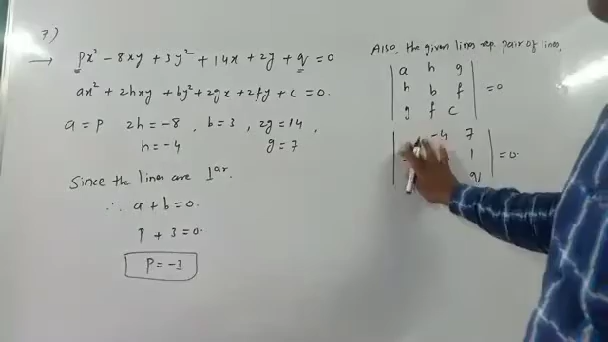 7)
→ px² - 8xy + 3y² + 14x + 2y + q = 0
ax² + 2hxy + by² + 2gx + 2fy + c = 0.
a = p 2h = -8 , b = 3 , 2g = 14 ,
h = -4 g = 7
Since the lines are ⊥ar.
∴ a + b = 0.
p + 3 = 0.
p = -3
Also, the given lines rep. pair of lines,
a h g
h b f = 0
g f c
-4 7
1 = 0.
q